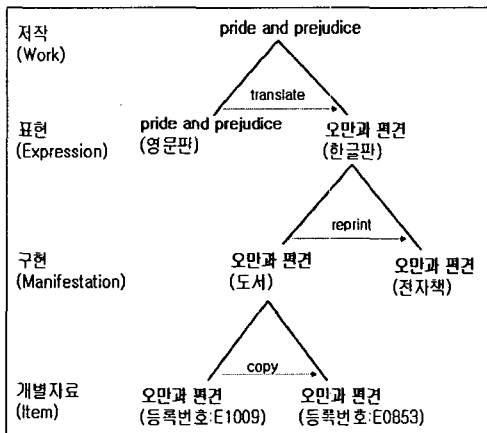 저작
(Work)
pride and prejudice
translate
표현
(Expression)
pride and prejudice
(영문판)
오만과 편견
(한글판)
reprint
구현
(Manifestation)
오만과 편견
(도서)
오만과 편견
(전자책)
copy
개별자료
(Item)
오만과 편견
(등록번호:E1009)
오만과 편견
(등록번호:E0853)